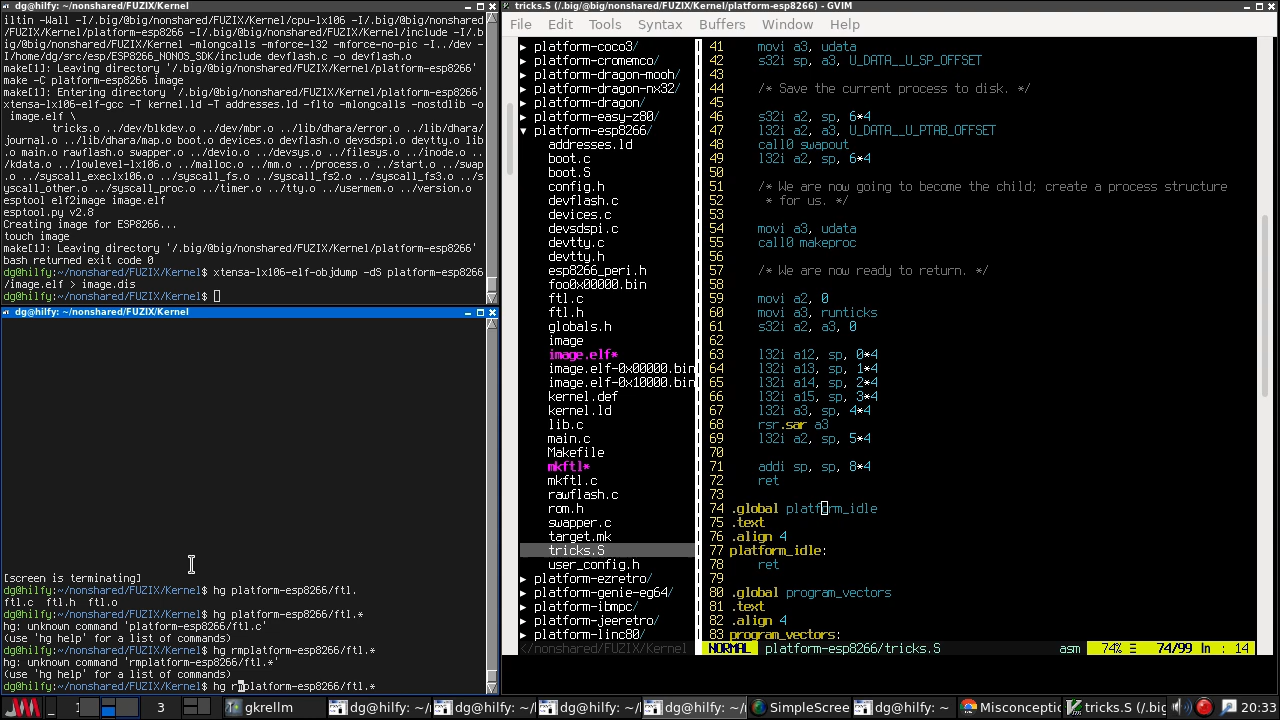 dg@hilfy: ~/nonshared/FUZIX/Kernel
iltin -Wall -I/.big/@big/nonshared/FUZIX/Kernel/cpu-lx106 -I/.big/@big/nonshared
/FUZIX/Kernel/platform-esp8266 -I/.big/@big/nonshared/FUZIX/Kernel/include -I/.b
ig/@big/nonshared/FUZIX/Kernel -mlongcalls -mforce-l32 -mforce-no-pic -I../dev -
I/home/dg/src/esp/ESP8266_NONOS_SDK/include devflash.c -o devflash.o
make[1]: Leaving directory '/.big/@big/nonshared/FUZIX/Kernel/platform-esp8266'
make -C platform-esp8266 image
make[1]: Entering directory '/.big/@big/nonshared/FUZIX/Kernel/platform-esp8266'
xtensa-lx106-elf-gcc -T kernel.ld -T addresses.ld -flto -mlongcalls -nostdlib -o
 image.elf \
        tricks.o ../dev/blkdev.o ../dev/mbr.o ../lib/dhara/error.o ../lib/dhara/
journal.o ../lib/dhara/map.o boot.o devices.o devflash.o devsdspi.o devtty.o lib
.o main.o rawflash.o swapper.o ../devio.o ../devsys.o ../filesys.o ../inode.o ..
/kdata.o ../lowlevel-lx106.o ../malloc.o ../mm.o ../process.o ../start.o ../swap
.o ../syscall_exelx106.o ../syscall_fs.o ../syscall_fs2.o ../syscall_fs3.o ../s
yscall_other.o ../syscall_proc.o ../timer.o ../tty.o ../usermem.o ../version.o
esptool elf2image image.elf
esptool.py v2.8
Creating image for ESP8266...
touch image
make[1]: Leaving directory '/.big/@big/nonshared/FUZIX/Kernel/platform-esp8266'
bash returned exit code 0
dg@hilfy:~/nonshared/FUZIX/Kernel$ xtensa-lx106-elf-objdump -dS platform-esp8266
/image.elf > image.dis
dg@hilfy:~/nonshared/FUZIX/Kernel$
dg@hilfy: ~/nonshared/FUZIX/Kernel
[screen is terminating]
dg@hilfy:~/nonshared/FUZIX/Kernel$ hg platform-esp8266/ftl.
ftl.c  ftl.h  ftl.o
dg@hilfy:~/nonshared/FUZIX/Kernel$ hg platform-esp8266/ftl.*
hg: unknown command 'platform-esp8266/ftl.c'
(use 'hg help' for a list of commands)
dg@hilfy:~/nonshared/FUZIX/Kernel$ hg rmplatform-esp8266/ftl.*
hg: unknown command 'rmplatform-esp8266/ftl.*'
(use 'hg help' for a list of commands)
dg@hilfy:~/nonshared/FUZIX/Kernel$ hg rmplatform-esp8266/ftl.*
tricks.S (/.big/@big/nonshared/FUZIX/Kernel/platform-esp8266) - GVIM
File Edit Tools Syntax Buffers Window Help
▸ platform-coco3/
▸ platform-cromemco/
▸ platform-dragon-mooh/
▸ platform-dragon-nx32/
▸ platform-dragon/
▸ platform-easy-z80/
▾ platform-esp8266/
addresses.ld
boot.c
boot.S
config.h
devflash.c
devices.c
devsdspi.c
devtty.c
devtty.h
esp8266_peri.h
foo0x00000.bin
ftl.c
ftl.h
globals.h
image
image.elf*
image.elf-0x00000.bin
image.elf-0x10000.bin
kernel.def
kernel.ld
lib.c
main.c
Makefile
mkftl*
mkftl.c
rawflash.c
rom.h
swapper.c
target.mk
tricks.S
user_config.h
▸ platform-ezretro/
▸ platform-genie-eg64/
▸ platform-ibmpc/
▸ platform-jeeretro/
▸ platform-linc80/
</nonshared/FUZIX/Kernel
41     movi a3, udata
42     s32i sp, a3, U_DATA__U_SP_OFFSET
43
44     /* Save the current process to disk. */
45
46     s32i a2, sp, 6*4
47     l32i a2, a3, U_DATA__U_PTAB_OFFSET
48     call0 swapout
49     l32i a2, sp, 6*4
50
51     /* We are now going to become the child; create a process structure
52      * for us. */
53
54     movi a3, udata
55     call0 makeproc
56
57     /* We are now ready to return. */
58
59     movi a2, 0
60     movi a3, runticks
61     s32i a2, a3, 0
62
63     l32i a12, sp, 0*4
64     l32i a13, sp, 1*4
65     l32i a14, sp, 2*4
66     l32i a15, sp, 3*4
67     l32i a3, sp, 4*4
68     rsr.sar a3
69     l32i a2, sp, 5*4
70
71     addi sp, sp, 8*4
72     ret
73
74 .global platform_idle
75 .text
76 .align 4
77 platform_idle:
78     ret
79
80 .global program_vectors
81 .text
82 .align 4
83 program_vectors:
NORMAL platform-esp8266/tricks.S asm 74% ☰ 74/99 ln : 14
3 gkrellm dg@hilfy: ~/ dg@hilfy: ~/ dg@hilfy: ~/ dg@hilfy: ~/ SimpleScree dg@hilfy: ~ Misconceptic tricks.S (/.big 20:33